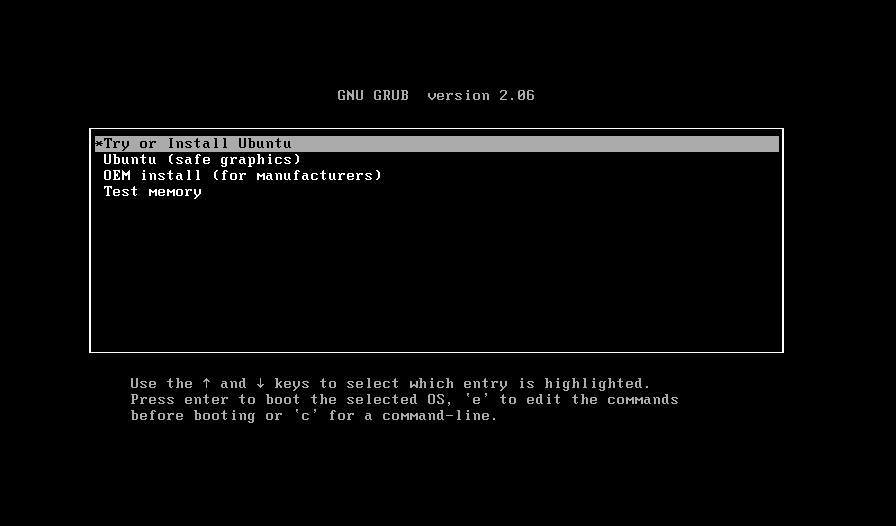 GNU GRUB  version 2.06
*Try or Install Ubuntu
Ubuntu (safe graphics)
OEM install (for manufacturers)
Test memory
Use the ↑ and ↓ keys to select which entry is highlighted.
Press enter to boot the selected OS, `e' to edit the commands
before booting or `c' for a command-line.